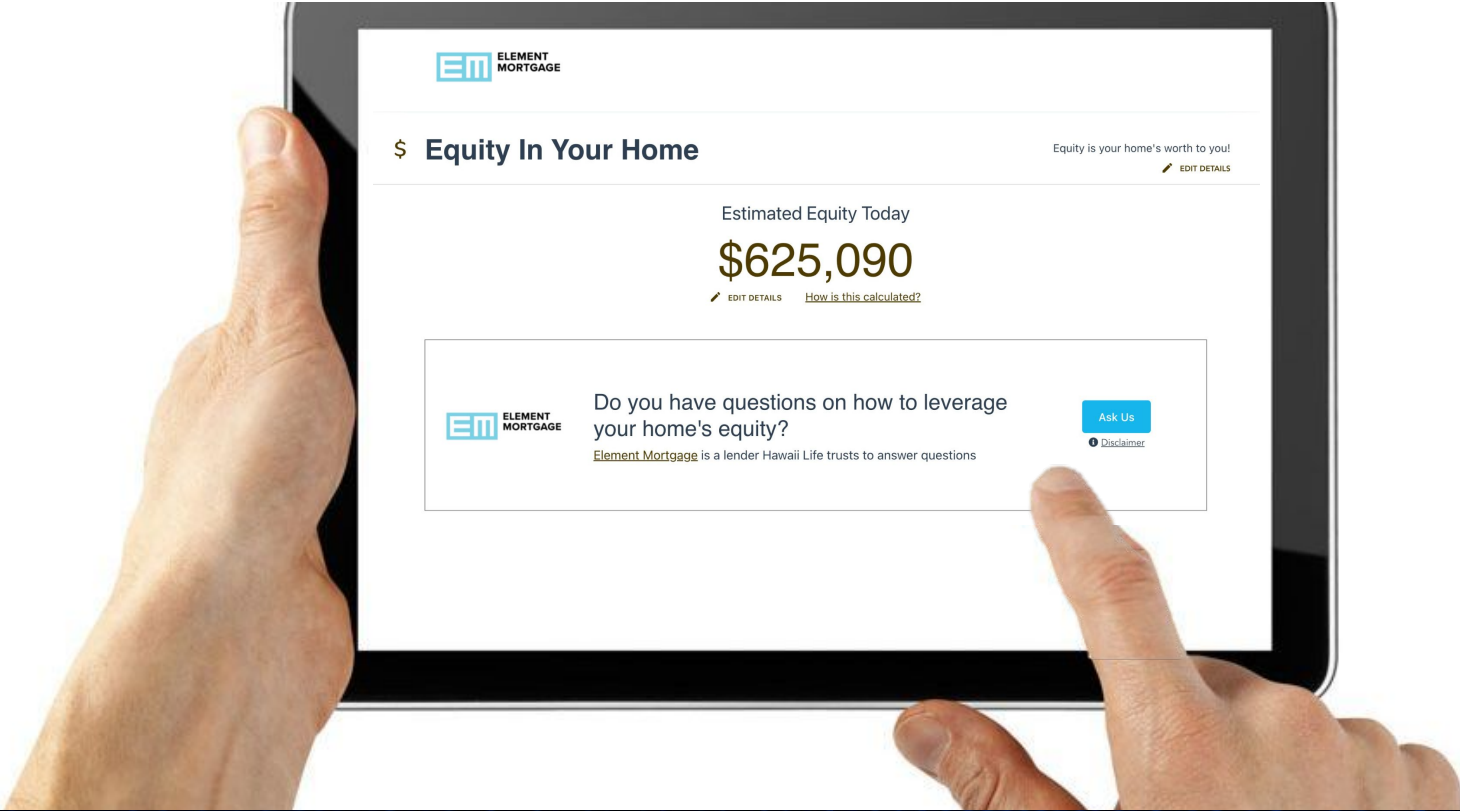 ELEMENT
MORTGAGE
$ Equity In Your Home
Equity is your home's worth to you!
EDIT DETAILS
Estimated Equity Today
$625,090
EDIT DETAILS How is this calculated?
EM ELEMENT
MORTGAGE
Do you have questions on how to leverage
your home's equity?
Element Mortgage is a lender Hawaii Life trusts to answer questions
Ask Us
Disclaimer